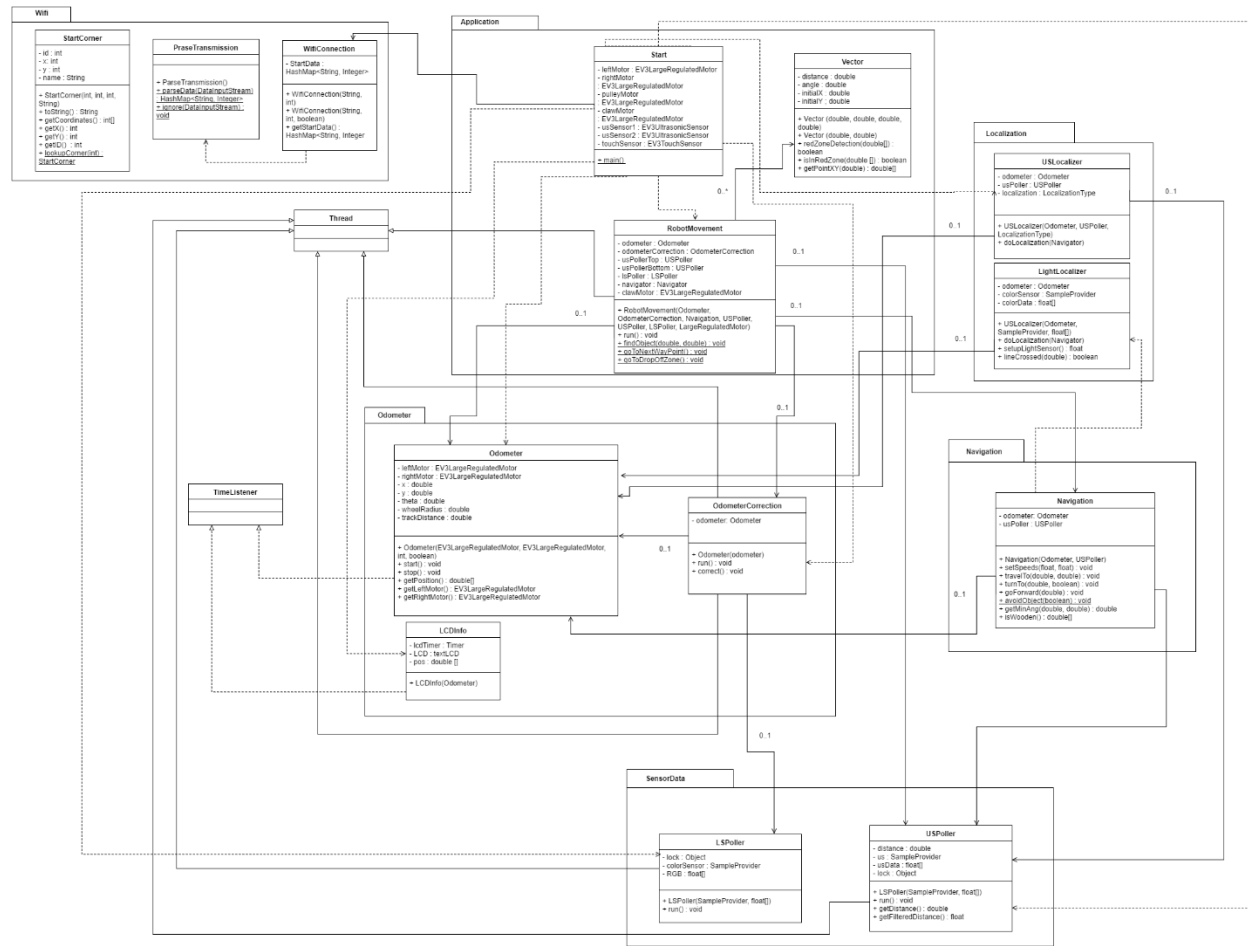 Wifi
StartCorner
- id : int
- x: int
- y : int
- name : String
+ StartCorner(int, int, int,
String)
+ toString() : String
+ getCoordinates() : int[]
+ getX() : int
+ getY() : int
+ getID() : int
+ lookupCorner(int) :
StartCorner
PraseTransmission
+ ParseTransmission()
+ parseData(DataInputStream)
: HashMap<String, Integer>
+ ignore(DataInputStream) :
void
WifiConnection
- StartData :
HashMap<String, Integer>
+ WifiConnection(String,
int)
+ WifiConnection(String,
int, boolean)
+ getStartData() :
HashMap<String, Integer
Application
Start
- leftMotor : EV3LargeRegulatedMotor
- rightMotor
: EV3LargeRegulatedMotor
- pulleyMotor
: EV3LargeRegulatedMotor
- clawMotor
: EV3LargeRegulatedMotor
- usSensor1 : EV3UltrasonicSensor
- usSensor2 : EV3UltrasonicSensor
- touchSensor : EV3TouchSensor
+ main()
Vector
- distance : double
- angle : double
- initialX : double
- initialY : double
+ Vector (double, double, double,
double)
+ Vector (double, double)
+ redZoneDetection(double[]) :
boolean
+ isInRedZone(double []) : boolean
+ getPointXY(double) : double[]
0..*
RobotMovement
- odometer : Odometer
- odometerCorrection : OdometerCorrection
- usPollerTop : USPoller
- usPollerBottom : USPoller
- lsPoller : LSPoller
- navigator : Navigator
- clawMotor : EV3LargeRegulatedMotor
+ RobotMovement(Odometer,
OdometerCorrection, Nvaigation, USPoller,
USPoller, LSPoller, LargeRegulatedMotor)
+ run() : void
+ findObject(double, double) : void
+ goToNextWayPoint() : void
+ goToDropOffZone() : void
0..1
0..1
0..1
0..1
Localization
USLocalizer
- odometer : Odometer
- usPoller : USPoller
- localization : LocalizationType
+ USLocalizer(Odometer, USPoller,
LocalizationType)
+ doLocalization(Navigator)
0..1
0..1
LightLocalizer
- odometer : Odometer
- colorSensor : SampleProvider
- colorData : float[]
+ USLocalizer(Odometer,
SampleProvider, float[])
+ doLocalization(Navigator)
+ setupLightSensor() : float
+ lineCrossed(double) : boolean
0..1
Thread
TimeListener
Odometer
Odometer
- leftMotor : EV3LargeRegulatedMotor
- rightMotor : EV3LargeRegulatedMotor
- x : double
- y : double
- theta : double
- wheelRadius : double
- trackDistance : double
+ Odometer(EV3LargeRegulatedMotor, EV3LargeRegulatedMotor,
int, boolean)
+ start() : void
+ stop() : void
+ getPosition() : double[]
+ getLeftMotor() : EV3LargeRegulatedMotor
+ getRightMotor() : EV3LargeRegulatedMotor
OdometerCorrection
- odometer: Odometer
+ Odometer(odometer)
+ run() : void
+ correct() : void
0..1
LCDInfo
- lcdTimer : Timer
- LCD : textLCD
- pos : double []
+ LCDInfo(Odometer)
Navigation
Navigation
- odometer: Odometer
- usPoller : USPoller
+ Navigation(Odometer, USPoller)
+ setSpeeds(float, float) : void
+ travelTo(double, double) : void
+ turnTo(double, boolean) : void
+ goForward(double) : void
+ avoidObject(boolean) : void
+ getMinAng(double, double) : double
+ isWooden() : double[]
0..1
0..1
SensorData
LSPoller
- lock : Object
- colorSensor : SampleProvider
- RGB : float[]
+ LSPoller(SampleProvider, float[])
+ run() : void
USPoller
- distance : double
- us : SampleProvider
- usData : float[]
- lock : Object
+ LSPoller(SampleProvider, float[])
+ run() : void
+ getDistance() : double
+ getFilteredDistance() : float